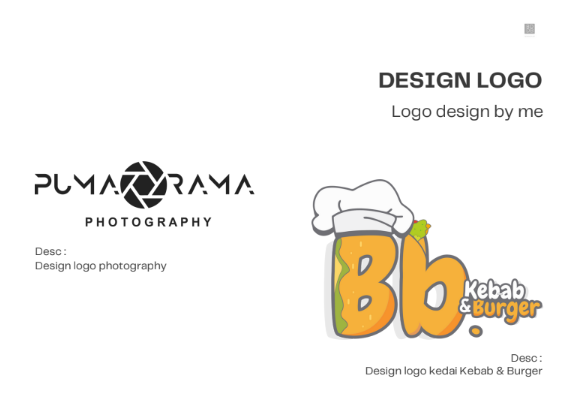 DESIGN LOGO
Logo design by me
PUMA RAMA
PHOTOGRAPHY
Desc :
Design logo photography
Bb
Kebab
& Burger
Desc :
Design logo kedai Kebab & Burger